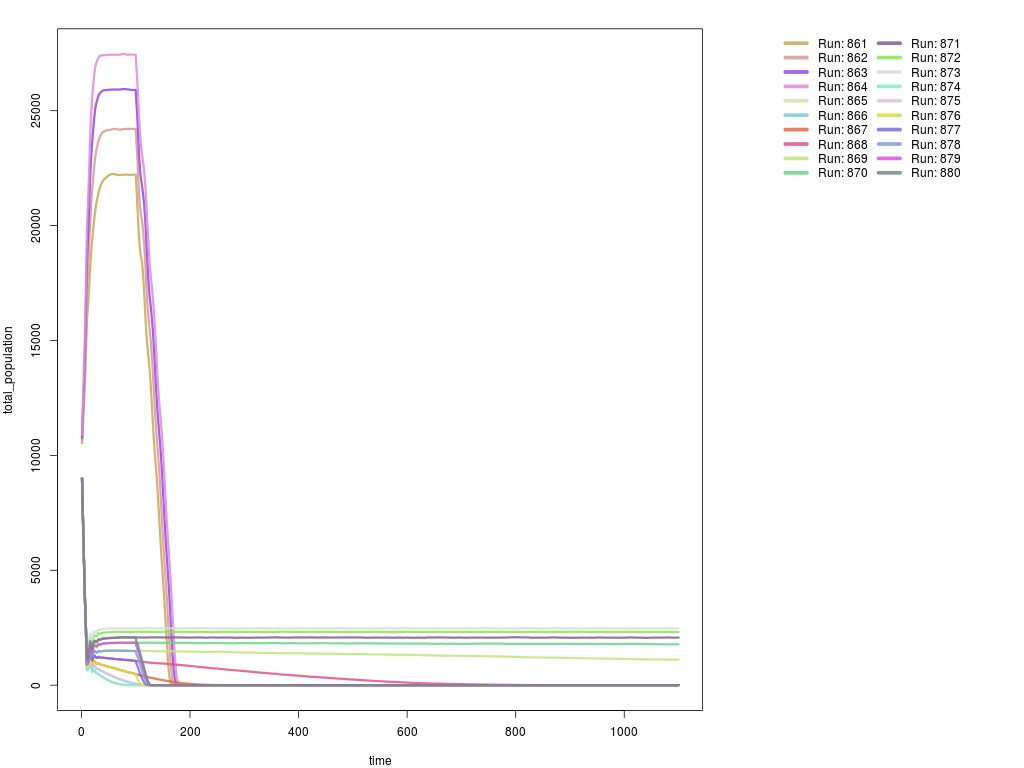 Run: 861
Run: 862
Run: 863
Run: 864
Run: 865
Run: 866
Run: 867
Run: 868
Run: 869
Run: 870
Run: 871
Run: 872
Run: 873
Run: 874
Run: 875
Run: 876
Run: 877
Run: 878
Run: 879
Run: 880
total_population
25000
20000
15000
10000
5000
0
0 200 400 600 800 1000
time